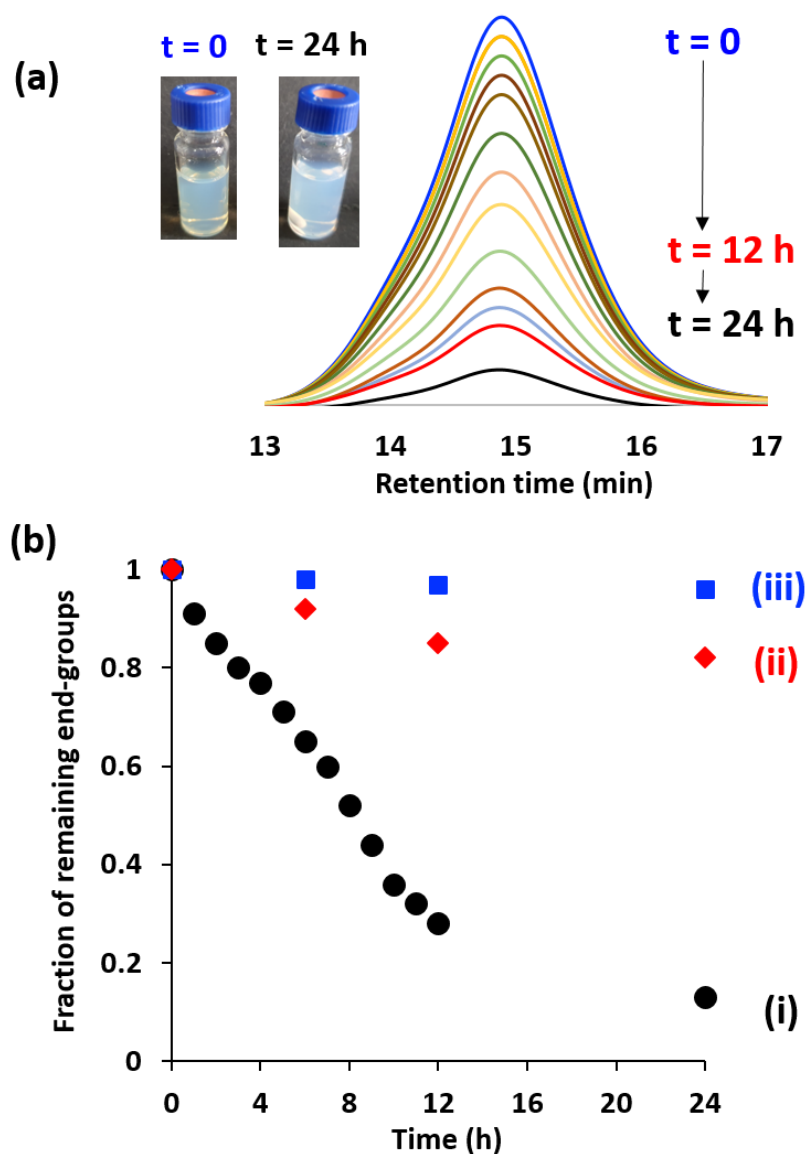 (a)
t = 0
t = 24 h
t = 0
t = 12 h
t = 24 h
13 14 15 16 17
Retention time (min)
(b)
Fraction of remaining end-groups
1
0.8
0.6
0.4
0.2
0
(iii)
(ii)
(i)
0 4 8 12 16 20 24
Time (h)